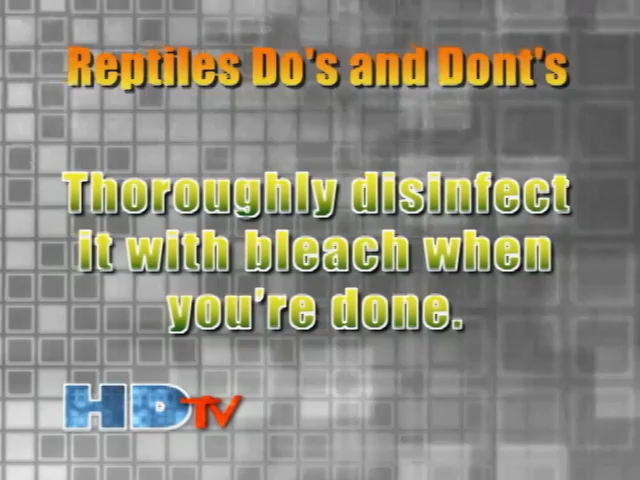 Reptiles Do's and Dont's
Thoroughly disinfect
it with bleach when
you're done.
HDTV